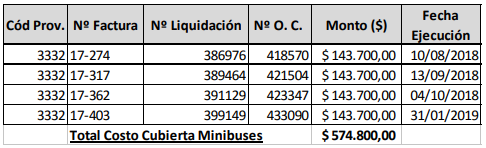 Cód Prov. Nº Factura Nº Liquidación Nº O. C. Monto ($) Fecha Ejecución
3332 17-274 386976 418570 $ 143.700,00 10/08/2018
3332 17-317 389464 421504 $ 143.700,00 13/09/2018
3332 17-362 391129 423347 $ 143.700,00 04/10/2018
3332 17-403 399149 433090 $ 143.700,00 31/01/2019
Total Costo Cubierta Minibuses $ 574.800,00